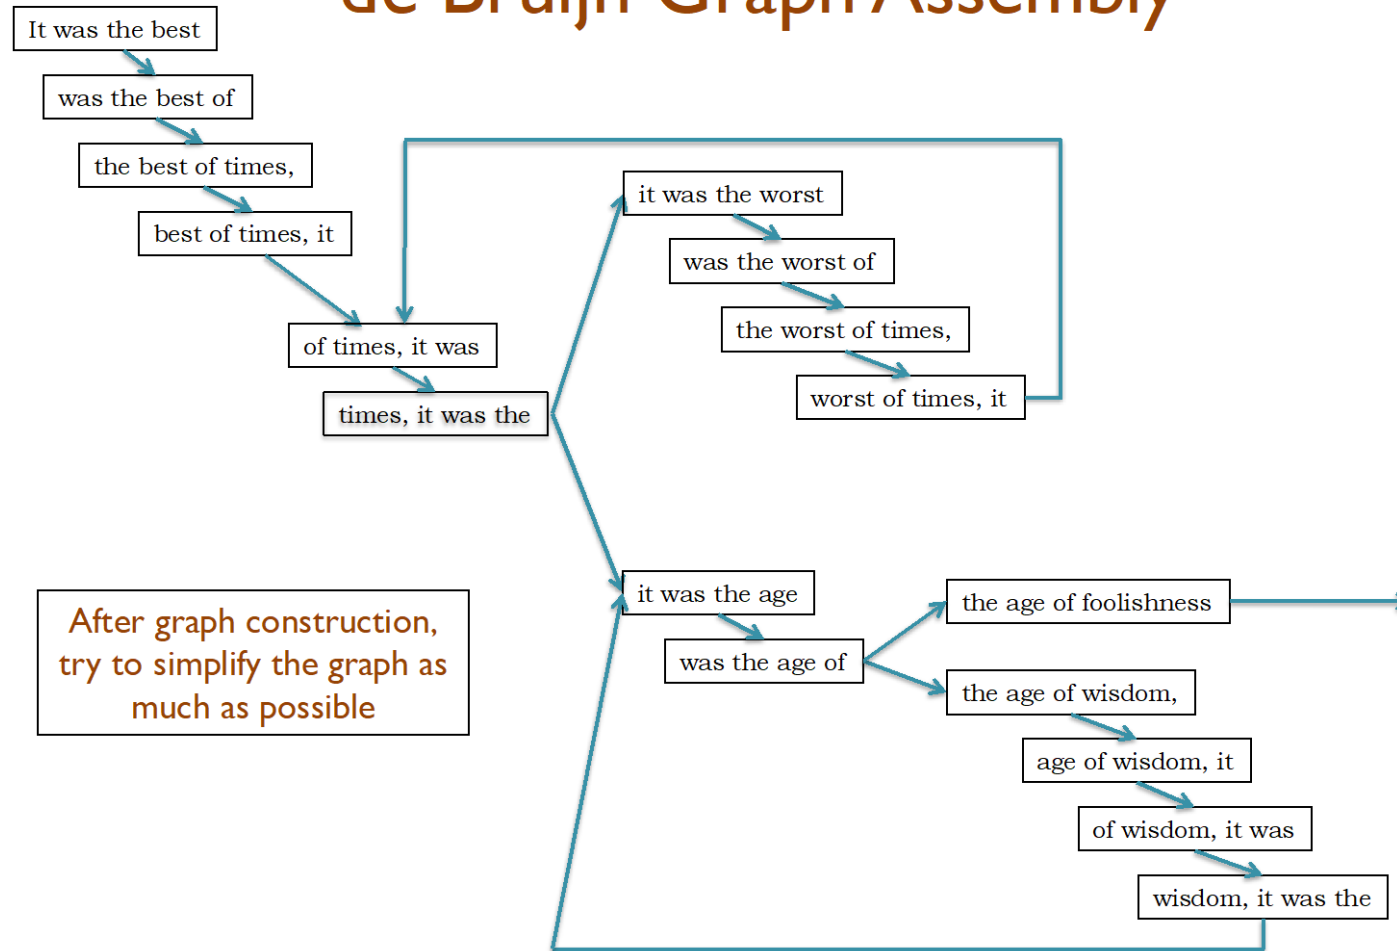 de Bruijn Graph Assembly
It was the best
was the best of
the best of times,
best of times, it
of times, it was
times, it was the
it was the worst
was the worst of
the worst of times,
worst of times, it
it was the age
was the age of
the age of foolishness
the age of wisdom,
age of wisdom, it
of wisdom, it was
wisdom, it was the
After graph construction,
try to simplify the graph as
much as possible